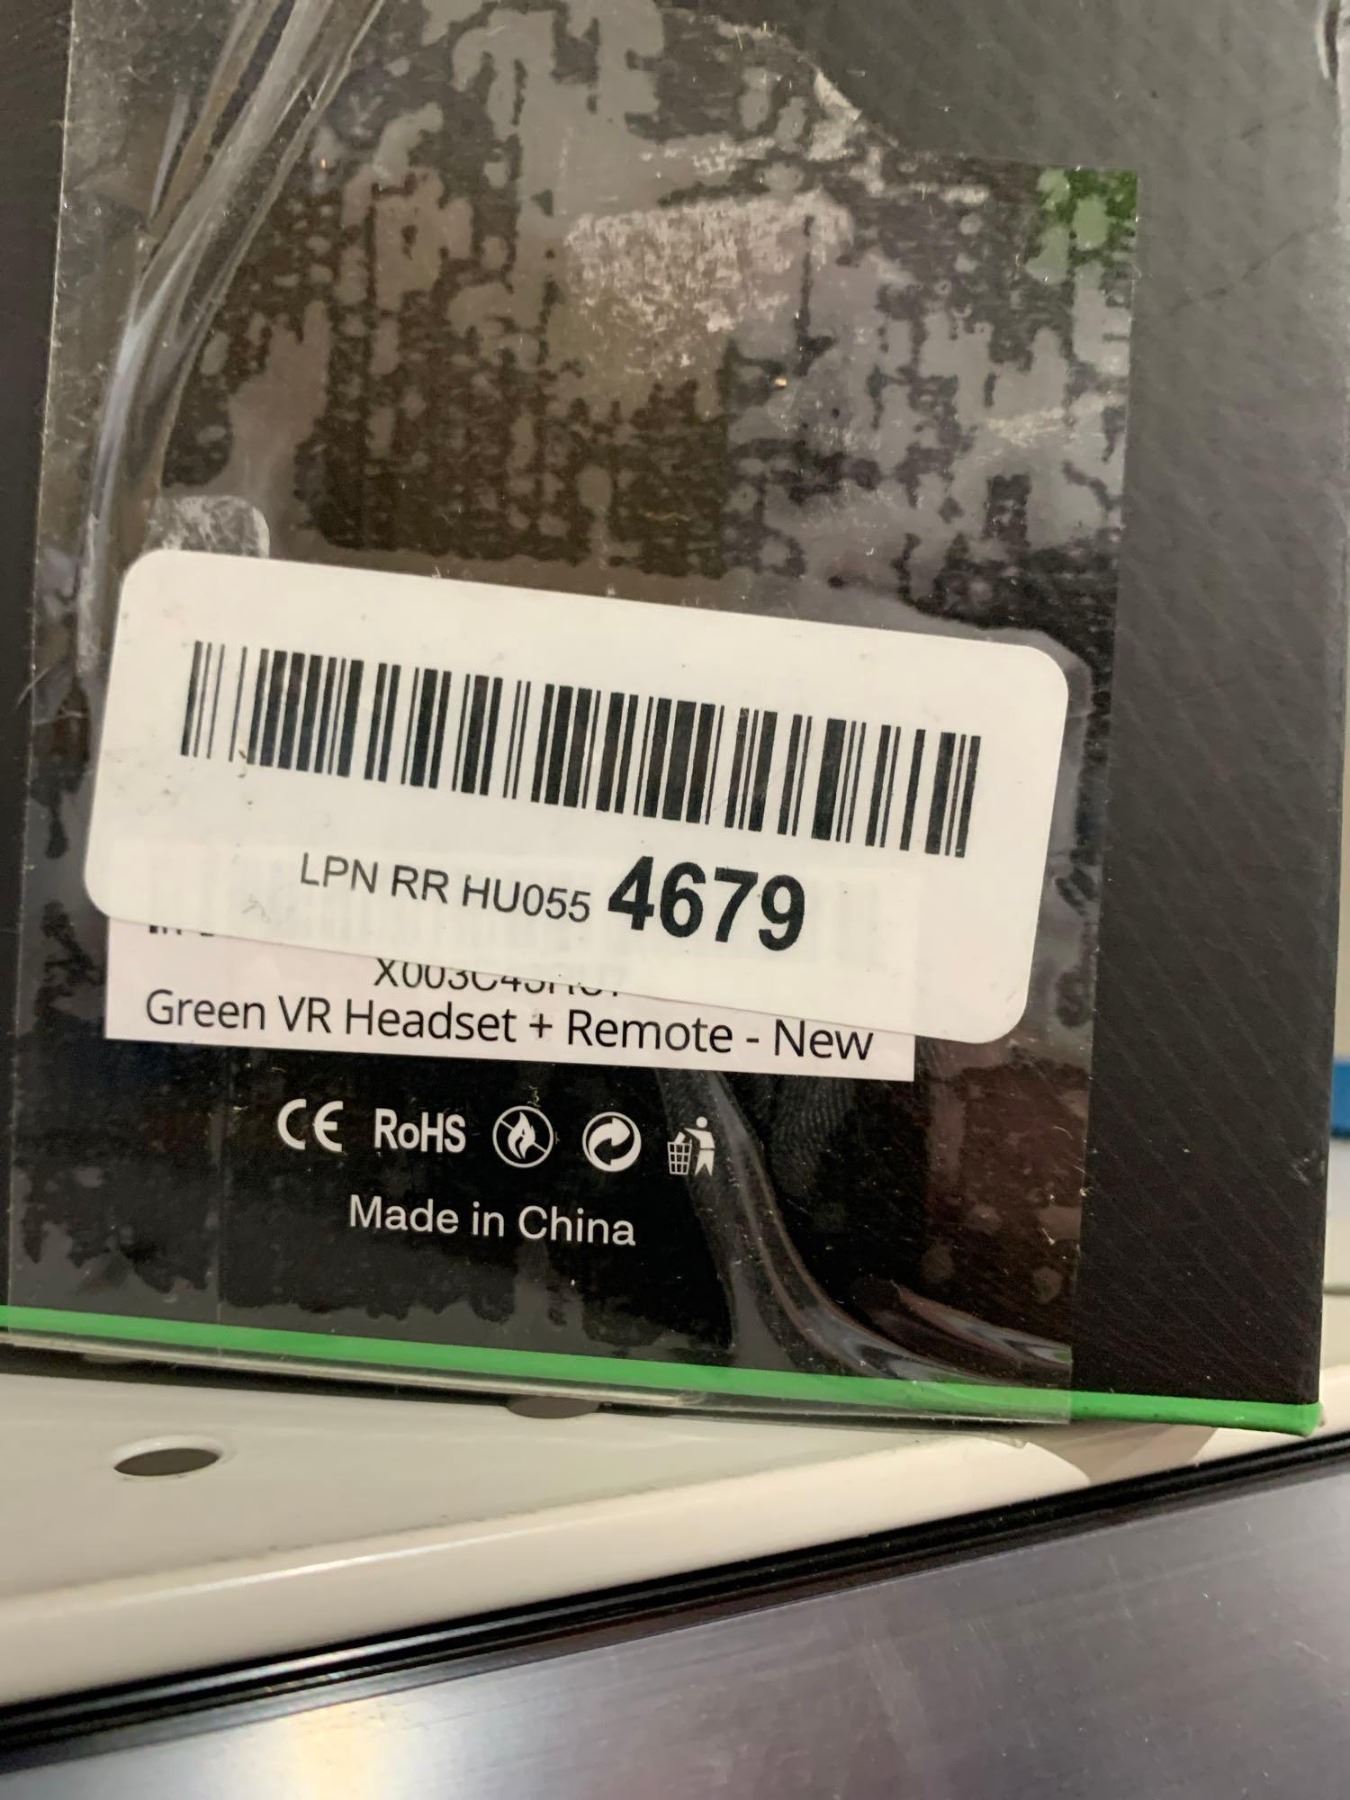 LPN RR HU055 4679
Green VR Headset + Remote - New
CE RoHS
Made in China